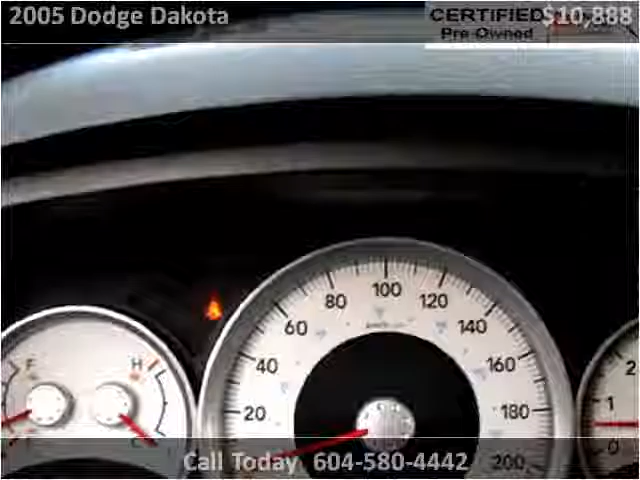 2005 Dodge Dakota
CERTIFIED $10,888
Pre-Owned
100
80 120
60 140
F H 40 160 2
20 180 1
C 200 0
Call Today 604-580-4442